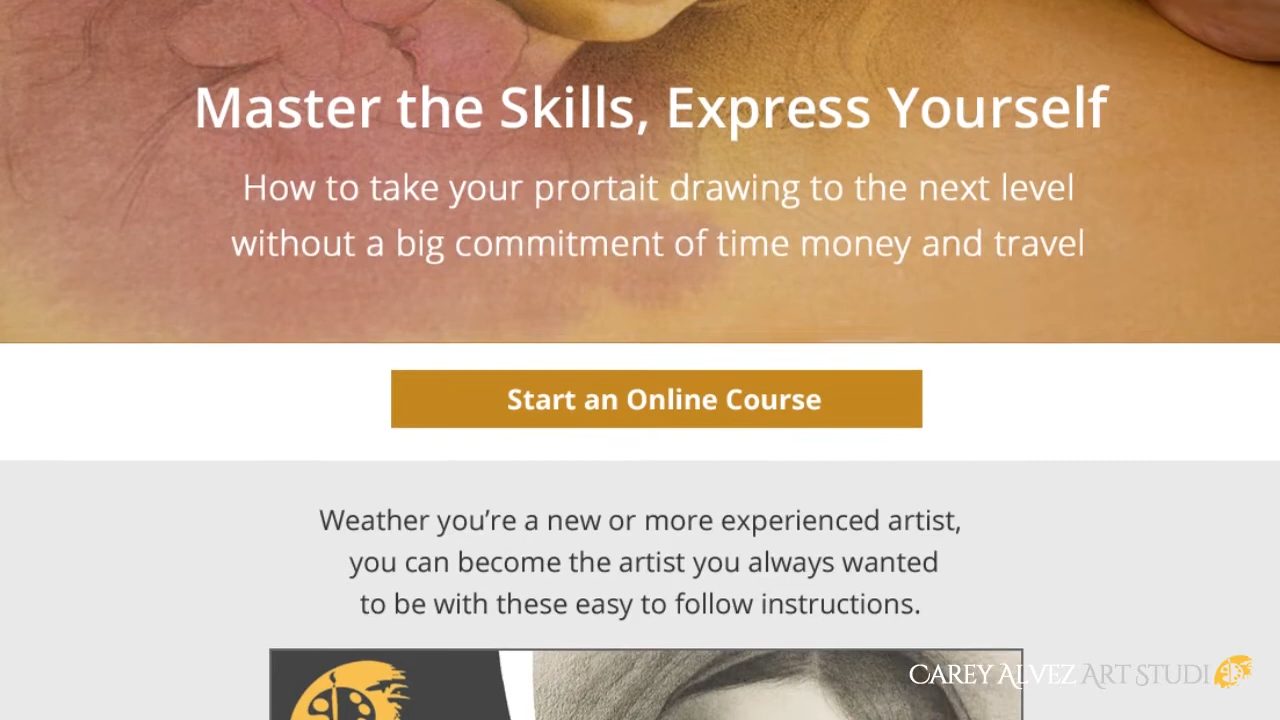 Master the Skills, Express Yourself
How to take your prortait drawing to the next level
without a big commitment of time money and travel
Start an Online Course
Weather you’re a new or more experienced artist,
you can become the artist you always wanted
to be with these easy to follow instructions.
CAREY ALVEZ ART STUDI